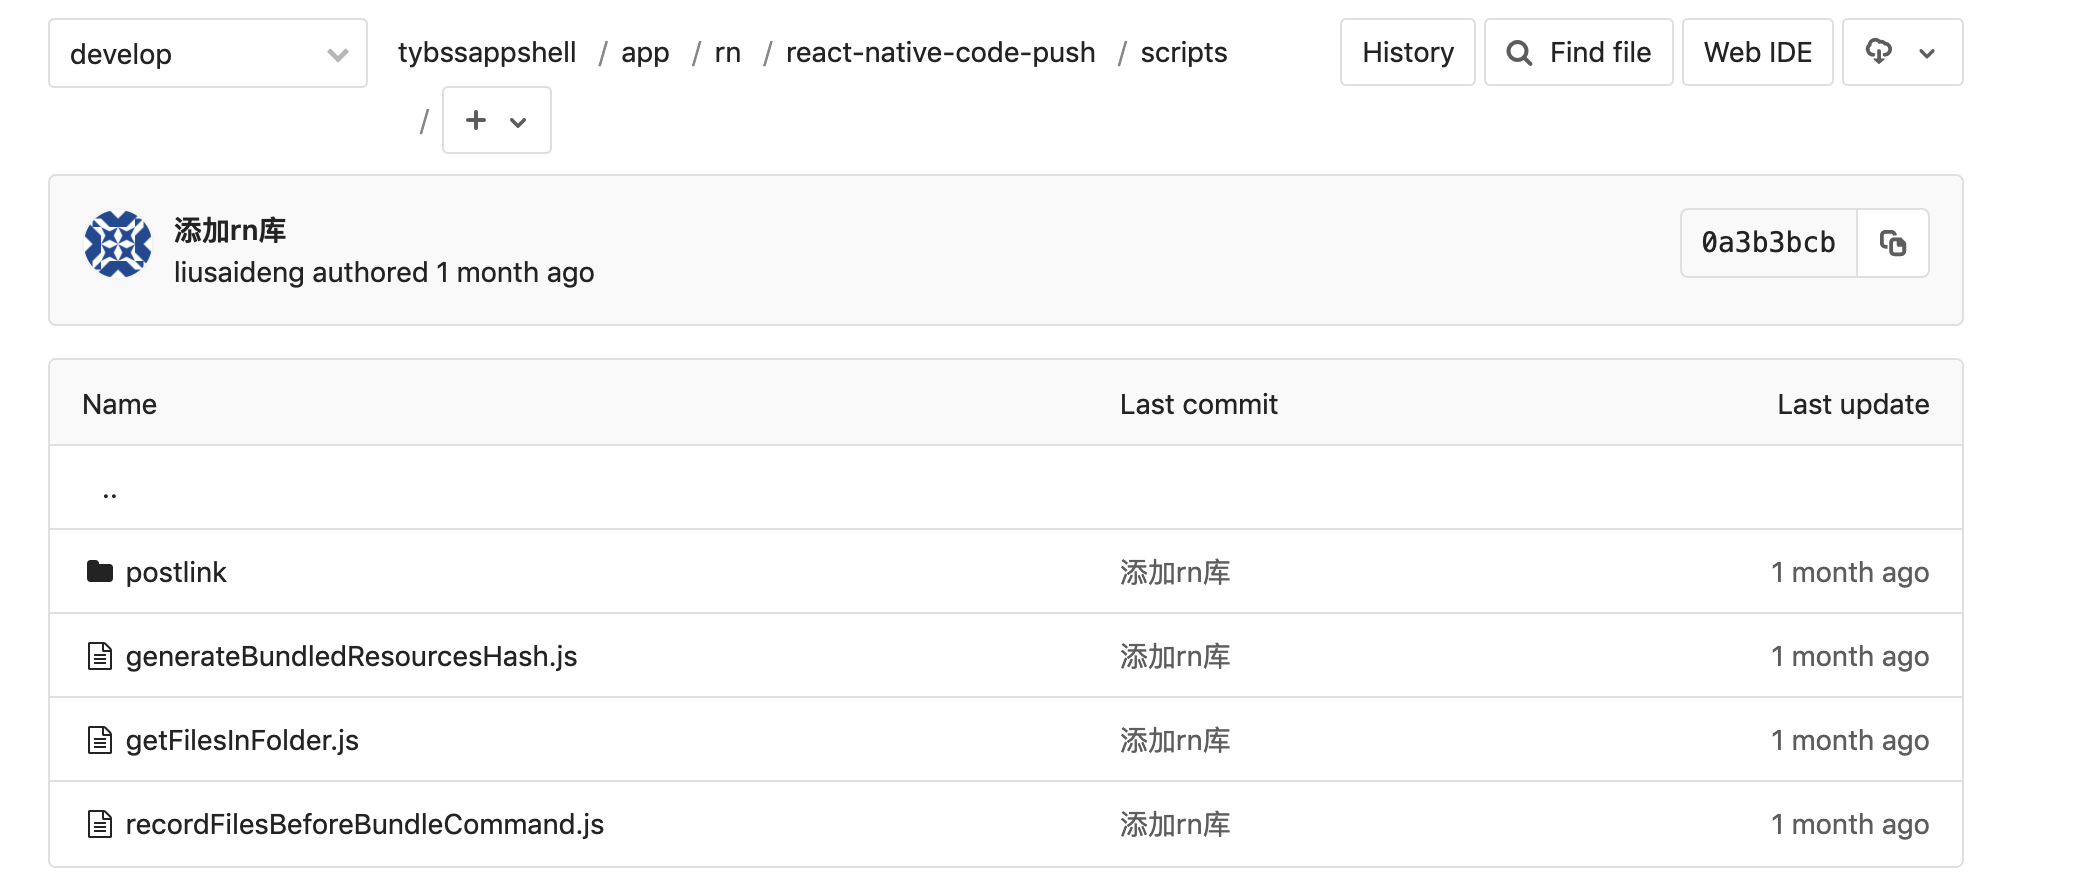 develop
tybssappshell / app / rn / react-native-code-push / scripts
/ +
History
Find file
Web IDE
添加rn库
liusaideng authored 1 month ago
0a3b3bcb
Name Last commit Last update
..
postlink 添加rn库 1 month ago
generateBundledResourcesHash.js 添加rn库 1 month ago
getFilesInFolder.js 添加rn库 1 month ago
recordFilesBeforeBundleCommand.js 添加rn库 1 month ago